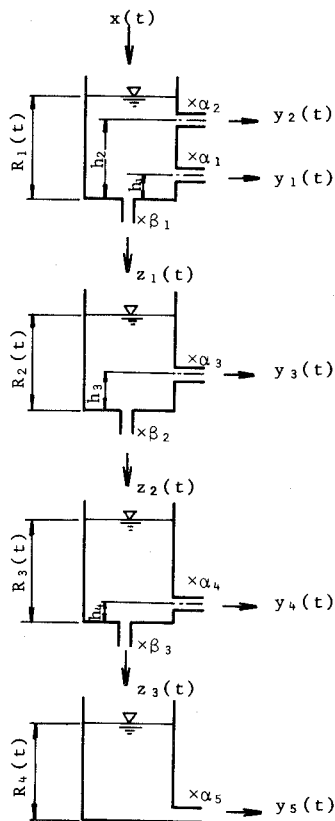 x(t)
×α₂
y₂(t)
R₁(t)
h₂
×α₁
h₁
y₁(t)
×β₁
z₁(t)
R₂(t)
×α₃
h₃
y₃(t)
×β₂
z₂(t)
R₃(t)
×α₄
h₄
y₄(t)
×β₃
z₃(t)
R₄(t)
×α₅
y₅(t)